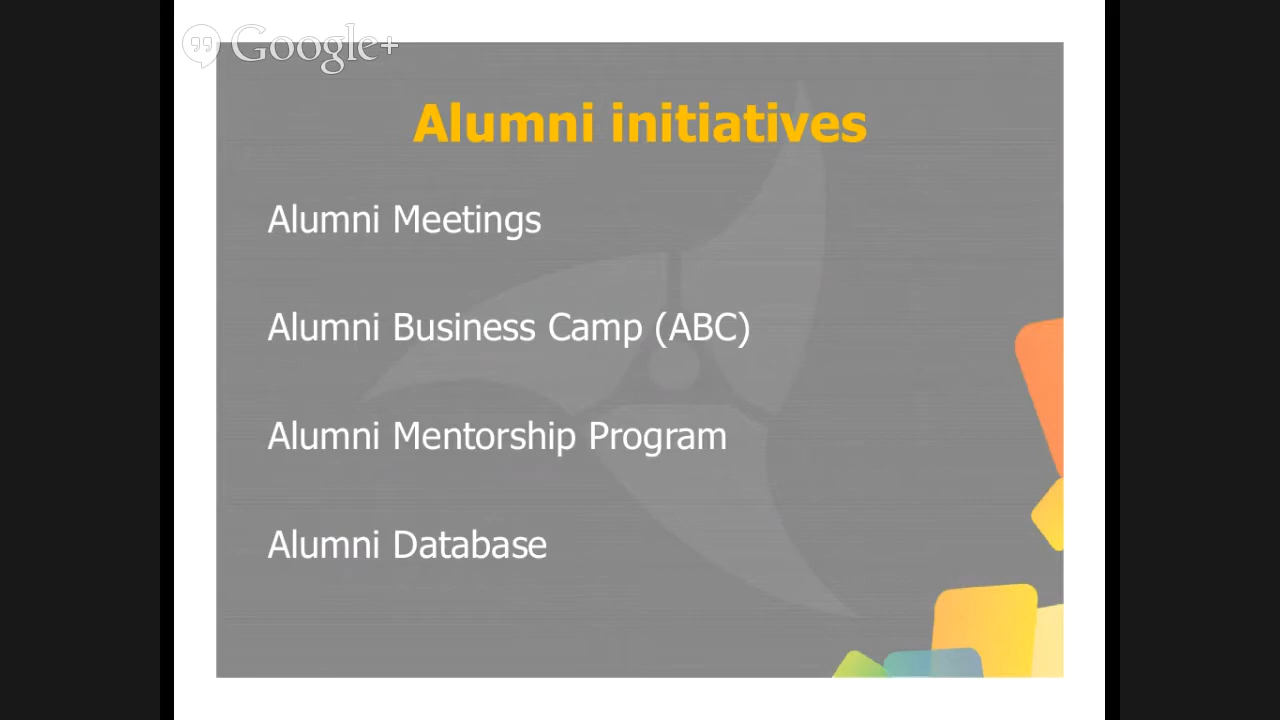 Google+
Alumni initiatives
Alumni Meetings
Alumni Business Camp (ABC)
Alumni Mentorship Program
Alumni Database